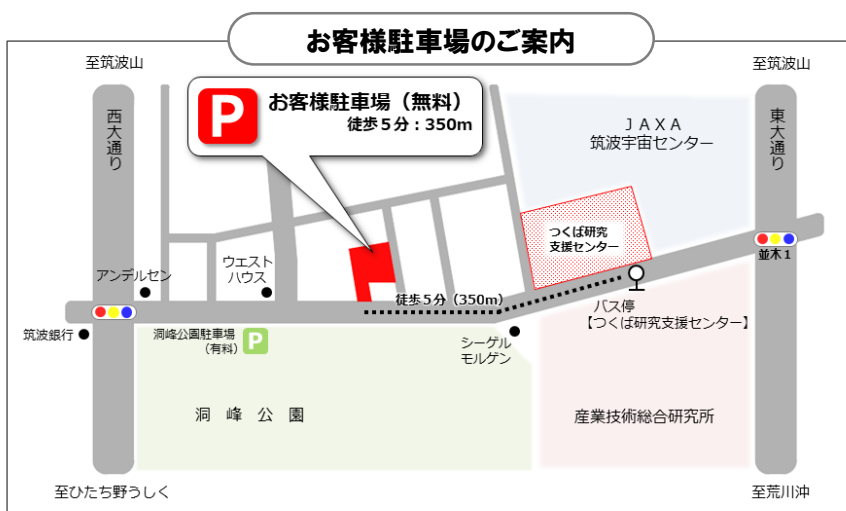 お客様駐車場のご案内
至筑波山
至筑波山
P
お客様駐車場（無料）
徒歩５分：350m
西大通り
ＪＡＸＡ
筑波宇宙センター
東大通り
つくば研究
支援センター
並木１
アンデルセン
ウエスト
ハウス
徒歩５分（350m）
バス停
【つくば研究支援センター】
筑波銀行
洞峰公園駐車場
（有料）
P
シーゲル
モルゲン
洞峰公園
産業技術総合研究所
至ひたち野うしく
至荒川沖